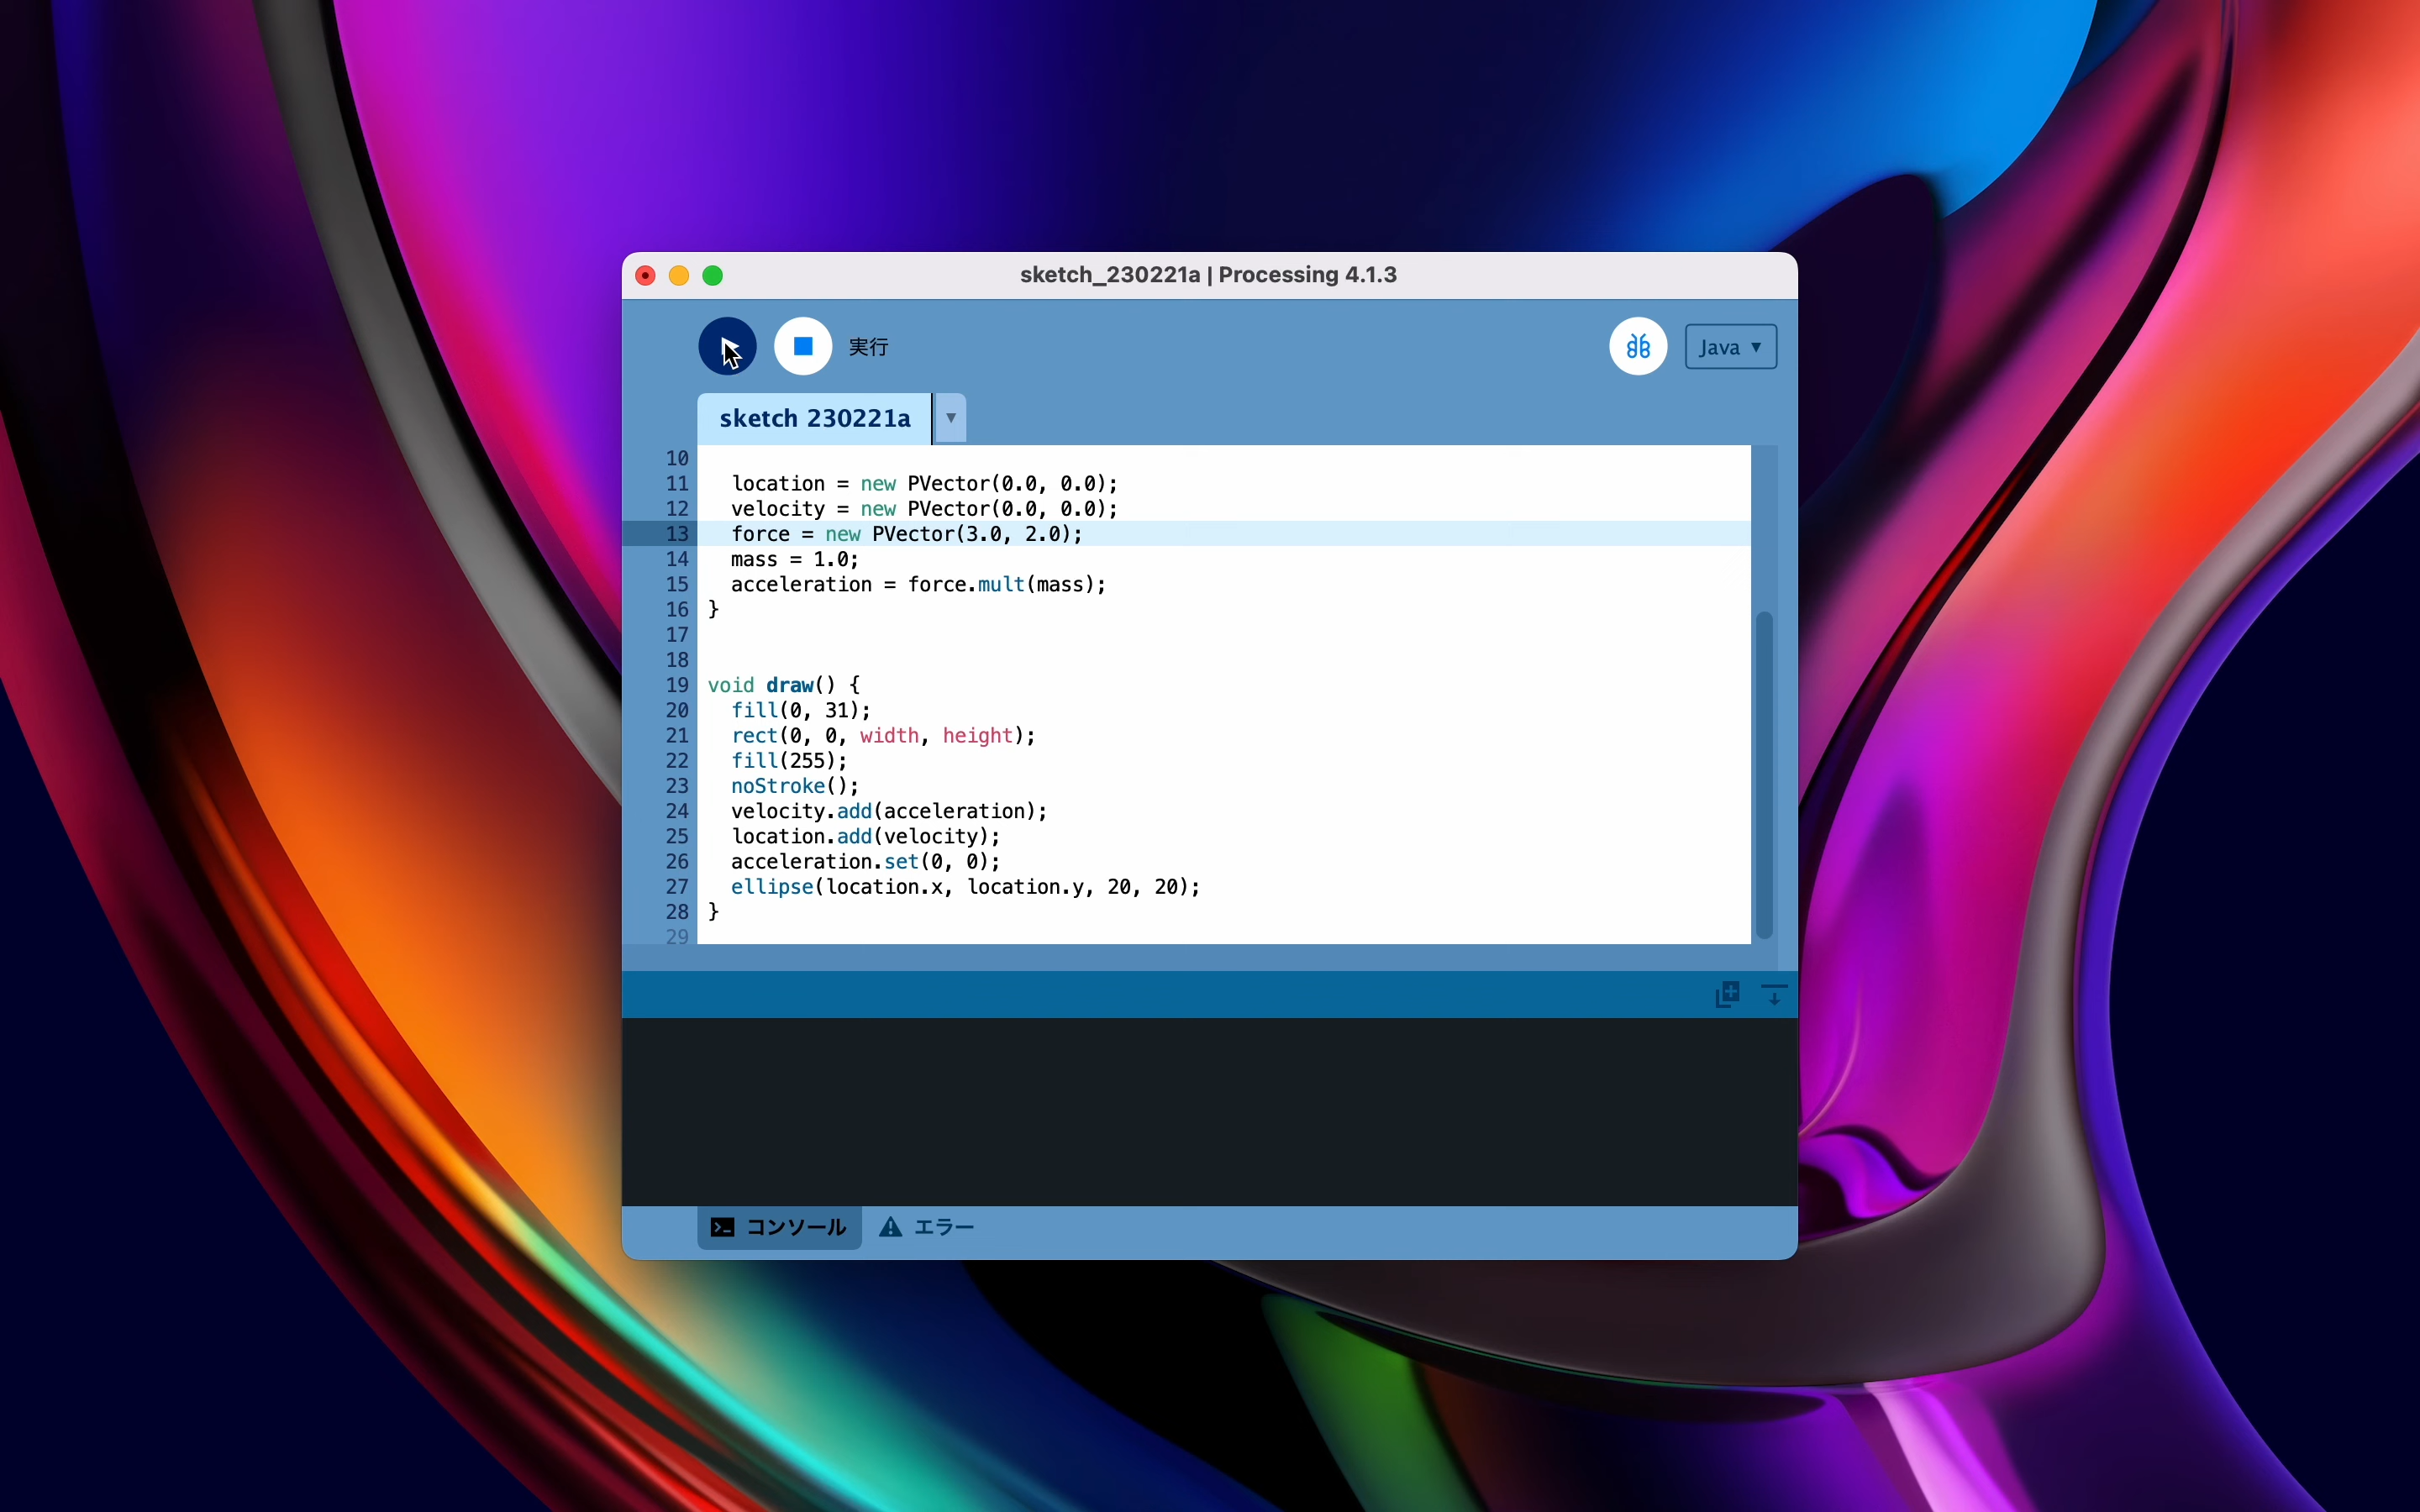 sketch_230221a | Processing 4.1.3
実行
Java ▼
sketch 230221a ▼
10
11 location = new PVector(0.0, 0.0);
12 velocity = new PVector(0.0, 0.0);
13 force = new PVector(3.0, 2.0);
14 mass = 1.0;
15 acceleration = force.mult(mass);
16 }
17
18
19 void draw() {
20 fill(0, 31);
21 rect(0, 0, width, height);
22 fill(255);
23 noStroke();
24 velocity.add(acceleration);
25 location.add(velocity);
26 acceleration.set(0, 0);
27 ellipse(location.x, location.y, 20, 20);
28 }
29
コンソール
エラー